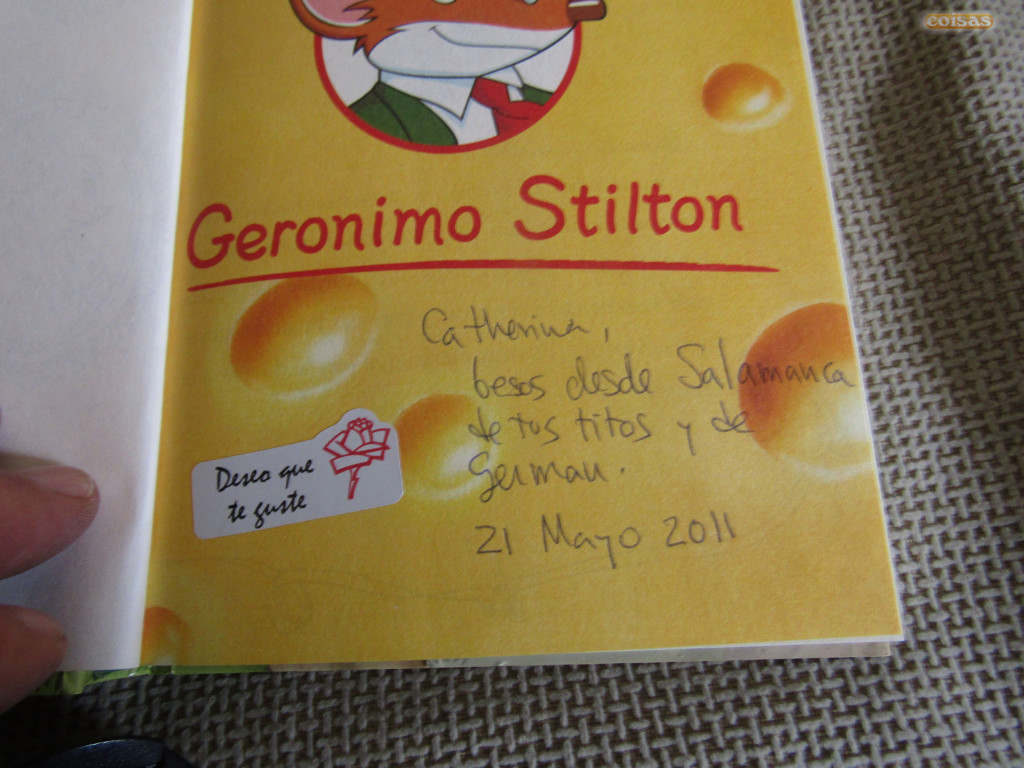 coisas
Geronimo Stilton
Catherina,
besos desde Salamanca
de tus titos y de
German.
21 Mayo 2011
Deseo que
te guste